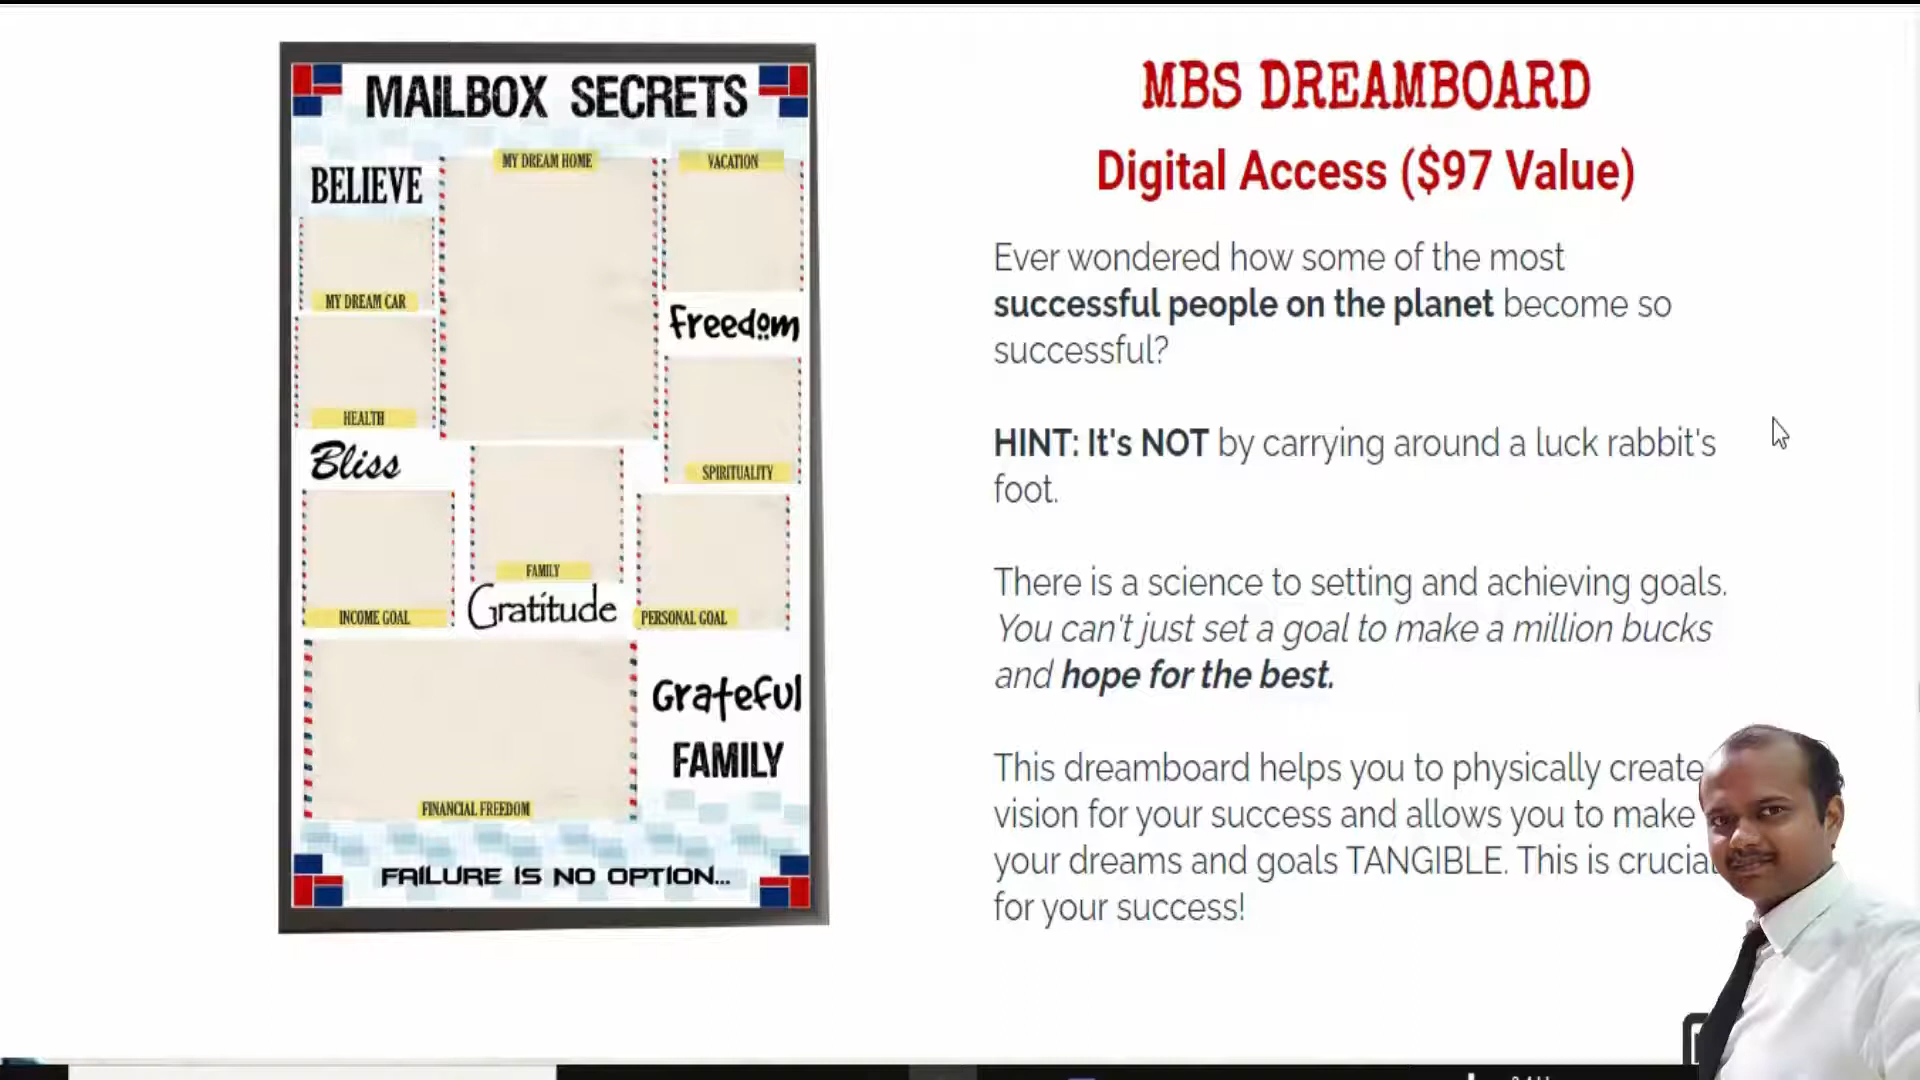 MAILBOX SECRETS
MY DREAM HOME
VACATION
BELIEVE
MY DREAM CAR
Freedom
HEALTH
Bliss
SPIRITUALITY
FAMILY
Gratitude
INCOME GOAL
PERSONAL GOAL
Grateful
FAMILY
FINANCIAL FREEDOM
FAILURE IS NO OPTION...
MBS DREAMBOARD
Digital Access ($97 Value)
Ever wondered how some of the most
successful people on the planet become so
successful?
HINT: It's NOT by carrying around a luck rabbit's
foot.
There is a science to setting and achieving goals.
You can't just set a goal to make a million bucks
and hope for the best.
This dreamboard helps you to physically create
vision for your success and allows you to make
your dreams and goals TANGIBLE. This is crucial
for your success!